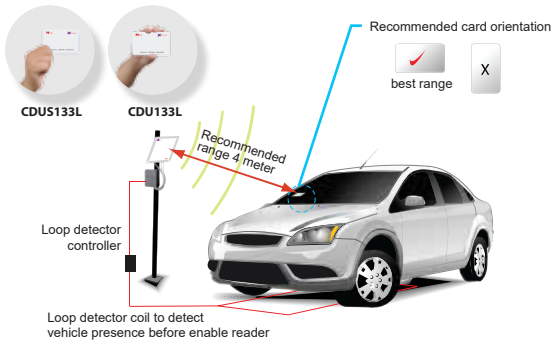 Recommended card orientation
best range
X
CDUS133L
CDU133L
Recommended
range 4 meter
Loop detector
controller
Loop detector coil to detect
vehicle presence before enable reader